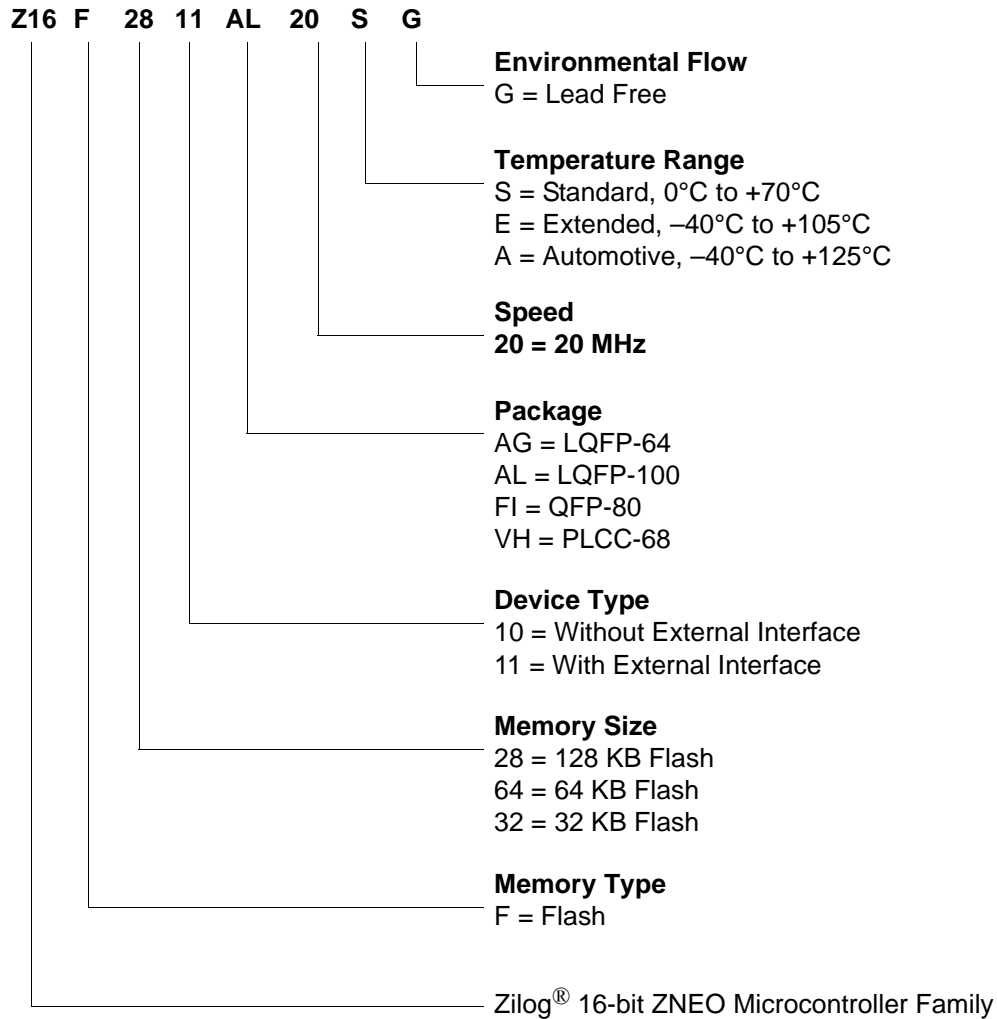 Z16 F 28 11 AL 20 S G
Environmental Flow
G = Lead Free
Temperature Range
S = Standard, 0°C to +70°C
E = Extended, –40°C to +105°C
A = Automotive, –40°C to +125°C
Speed
20 = 20 MHz
Package
AG = LQFP-64
AL = LQFP-100
FI = QFP-80
VH = PLCC-68
Device Type
10 = Without External Interface
11 = With External Interface
Memory Size
28 = 128 KB Flash
64 = 64 KB Flash
32 = 32 KB Flash
Memory Type
F = Flash
Zilog® 16-bit ZNEO Microcontroller Family